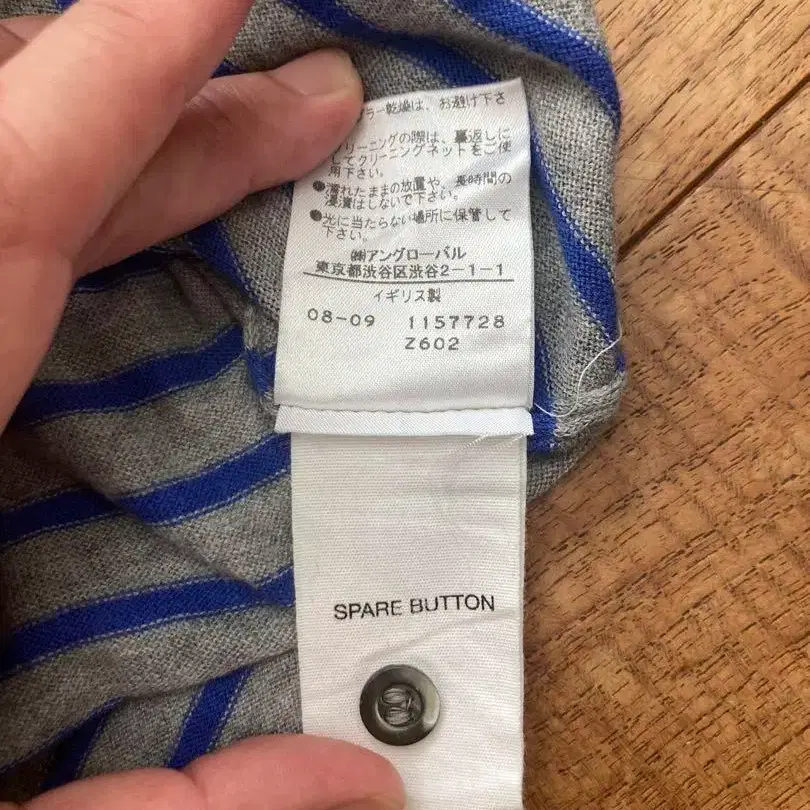 ラー乾燥は、お避け下さ
リーニングの際は、裏返しに
してクリーニングネットをご使
用下さい。
●濡れたままの放置や、長時間の
浸漬はしないで下さい。
●光に当たらない場所に保管して
下さい。
㈱アングローバル
東京都渋谷区渋谷2-1-1
イギリス製
08-09 1157728
Z602
SPARE BUTTON